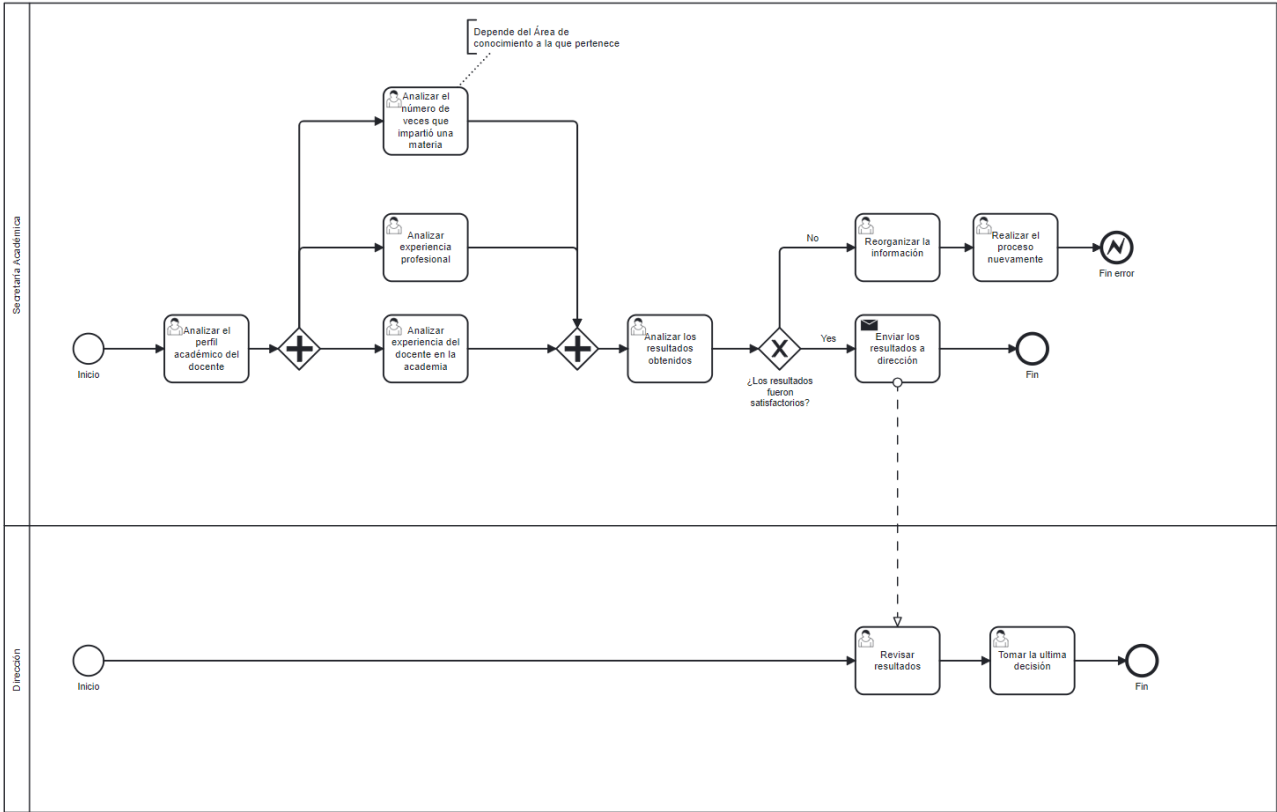 Secretaría Académica
Depende del Área de
conocimiento a la que pertenece
Analizar el
número de
veces que
impartió una
materia
Analizar
experiencia
profesional
Inicio
Analizar el
perfil
académico del
docente
Analizar
experiencia del
docente en la
academia
Analizar los
resultados
obtenidos
¿Los resultados
fueron
satisfactorios?
No
Reorganizar la
información
Realizar el
proceso
nuevamente
Fin error
Yes
Enviar los
resultados a
dirección
Fin
Dirección
Inicio
Revisar
resultados
Tomar la ultima
decisión
Fin